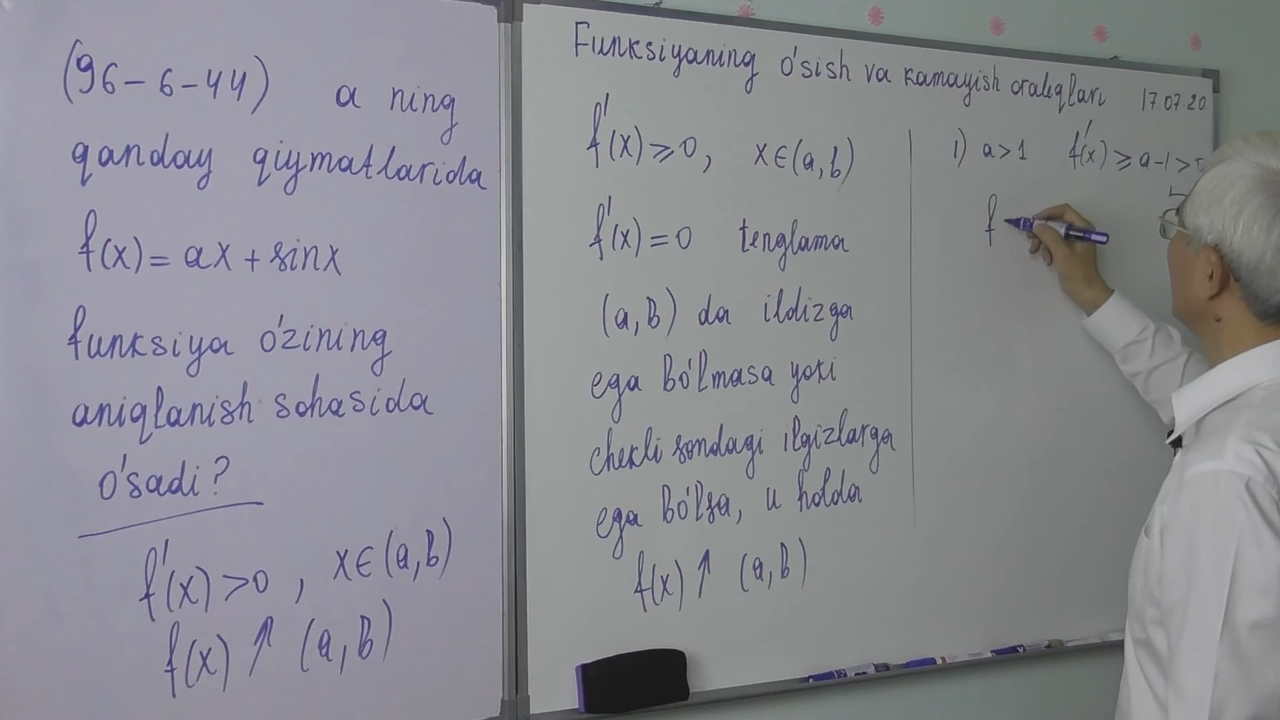 (96-6-44) a ning
qanday qiymatlarida
f(x) = ax + sinx
funksiya o'zining
aniqlanish sohasida
o'sadi?
f'(x) > 0, x∈(a,b)
f(x) ↑ (a,b)
Funksiyaning o'sish va kamayish oraliqlari 17.07.20.
f'(x) ⩾ 0, x∈(a,b)
f'(x) = 0 tenglama
(a,b) da ildizga
ega bo'lmasa yoki
chekli sondagi ilgizlarga
ega bo'lsa, u holda
f(x) ↑ (a,b)
1) a > 1 f'(x) ⩾ a-1 >
f